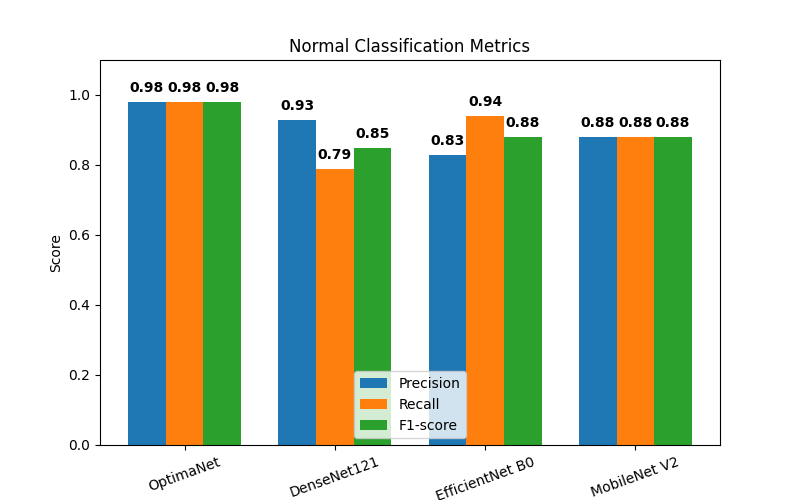 Normal Classification Metrics
Score
1.0
0.8
0.6
0.4
0.2
0.0
0.98 0.98 0.98
0.93 0.79 0.85
0.83 0.94 0.88
0.88 0.88 0.88
Precision
Recall
F1-score
OptimaNet
DenseNet121
EfficientNet B0
MobileNet V2